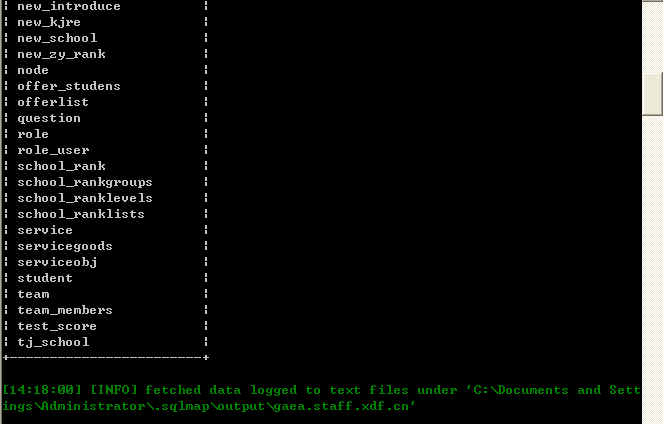 ¦ new_introduce ¦
¦ new_kjre ¦
¦ new_school ¦
¦ new_zy_rank ¦
¦ node ¦
¦ offer_studens ¦
¦ offerlist ¦
¦ question ¦
¦ role ¦
¦ role_user ¦
¦ school_rank ¦
¦ school_rankgroups ¦
¦ school_ranklevels ¦
¦ school_ranklists ¦
¦ service ¦
¦ servicegoods ¦
¦ serviceobj ¦
¦ student ¦
¦ team ¦
¦ team_members ¦
¦ test_score ¦
¦ tj_school ¦
+------------------------+
[14:18:00] [INFO] fetched data logged to text files under 'C:\Documents and Sett
ings\Administrator\.sqlmap\output\gaea.staff.xdf.cn'